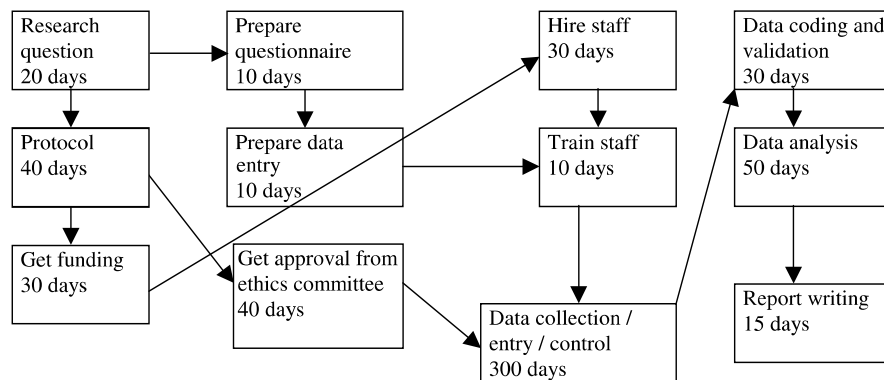 Research
question
20 days
Prepare
questionnaire
10 days
Hire staff
30 days
Data coding and
validation
30 days
Protocol
40 days
Prepare data
entry
10 days
Train staff
10 days
Data analysis
50 days
Get funding
30 days
Get approval from
ethics committee
40 days
Data collection /
entry / control
300 days
Report writing
15 days